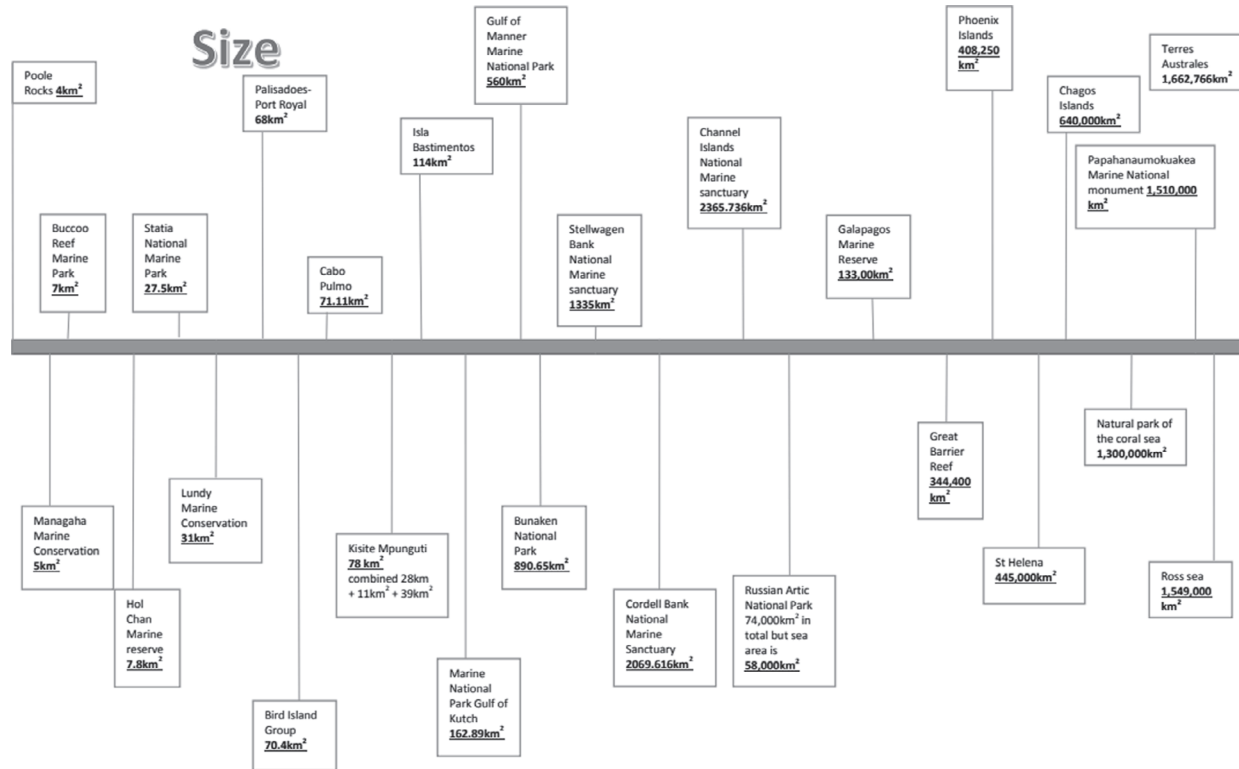 Size
Poole
Rocks 4km²
Buccoo
Reef
Marine
Park
7km²
Statia
National
Marine
Park
27.5km²
Palisadoes-
Port Royal
68km²
Cabo
Pulmo
71.11km²
Isla
Bastimentos
114km²
Gulf of
Manner
Marine
National Park
560km²
Stellwagen
Bank
National
Marine
sanctuary
1335km²
Channel
Islands
National
Marine
sanctuary
2365.736km²
Galapagos
Marine
Reserve
133,00km²
Phoenix
Islands
408,250
km²
Chagos
Islands
640,000km²
Terres
Australes
1,662,766km²
Papahanaumokuakea
Marine National
monument 1,510,000
km²
Managaha
Marine
Conservation
5km²
Hol
Chan
Marine
reserve
7.8km²
Lundy
Marine
Conservation
31km²
Bird Island
Group
70.4km²
Kisite Mpunguti
78 km²
combined 28km
+ 11km² + 39km²
Marine
National
Park Gulf of
Kutch
162.89km²
Bunaken
National
Park
890.65km²
Cordell Bank
National
Marine
Sanctuary
2069.616km²
Russian Artic
National Park
74,000km² in
total but sea
area is
58,000km²
Great
Barrier
Reef
344,400
km²
St Helena
445,000km²
Natural park of
the coral sea
1,300,000km²
Ross sea
1,549,000
km²